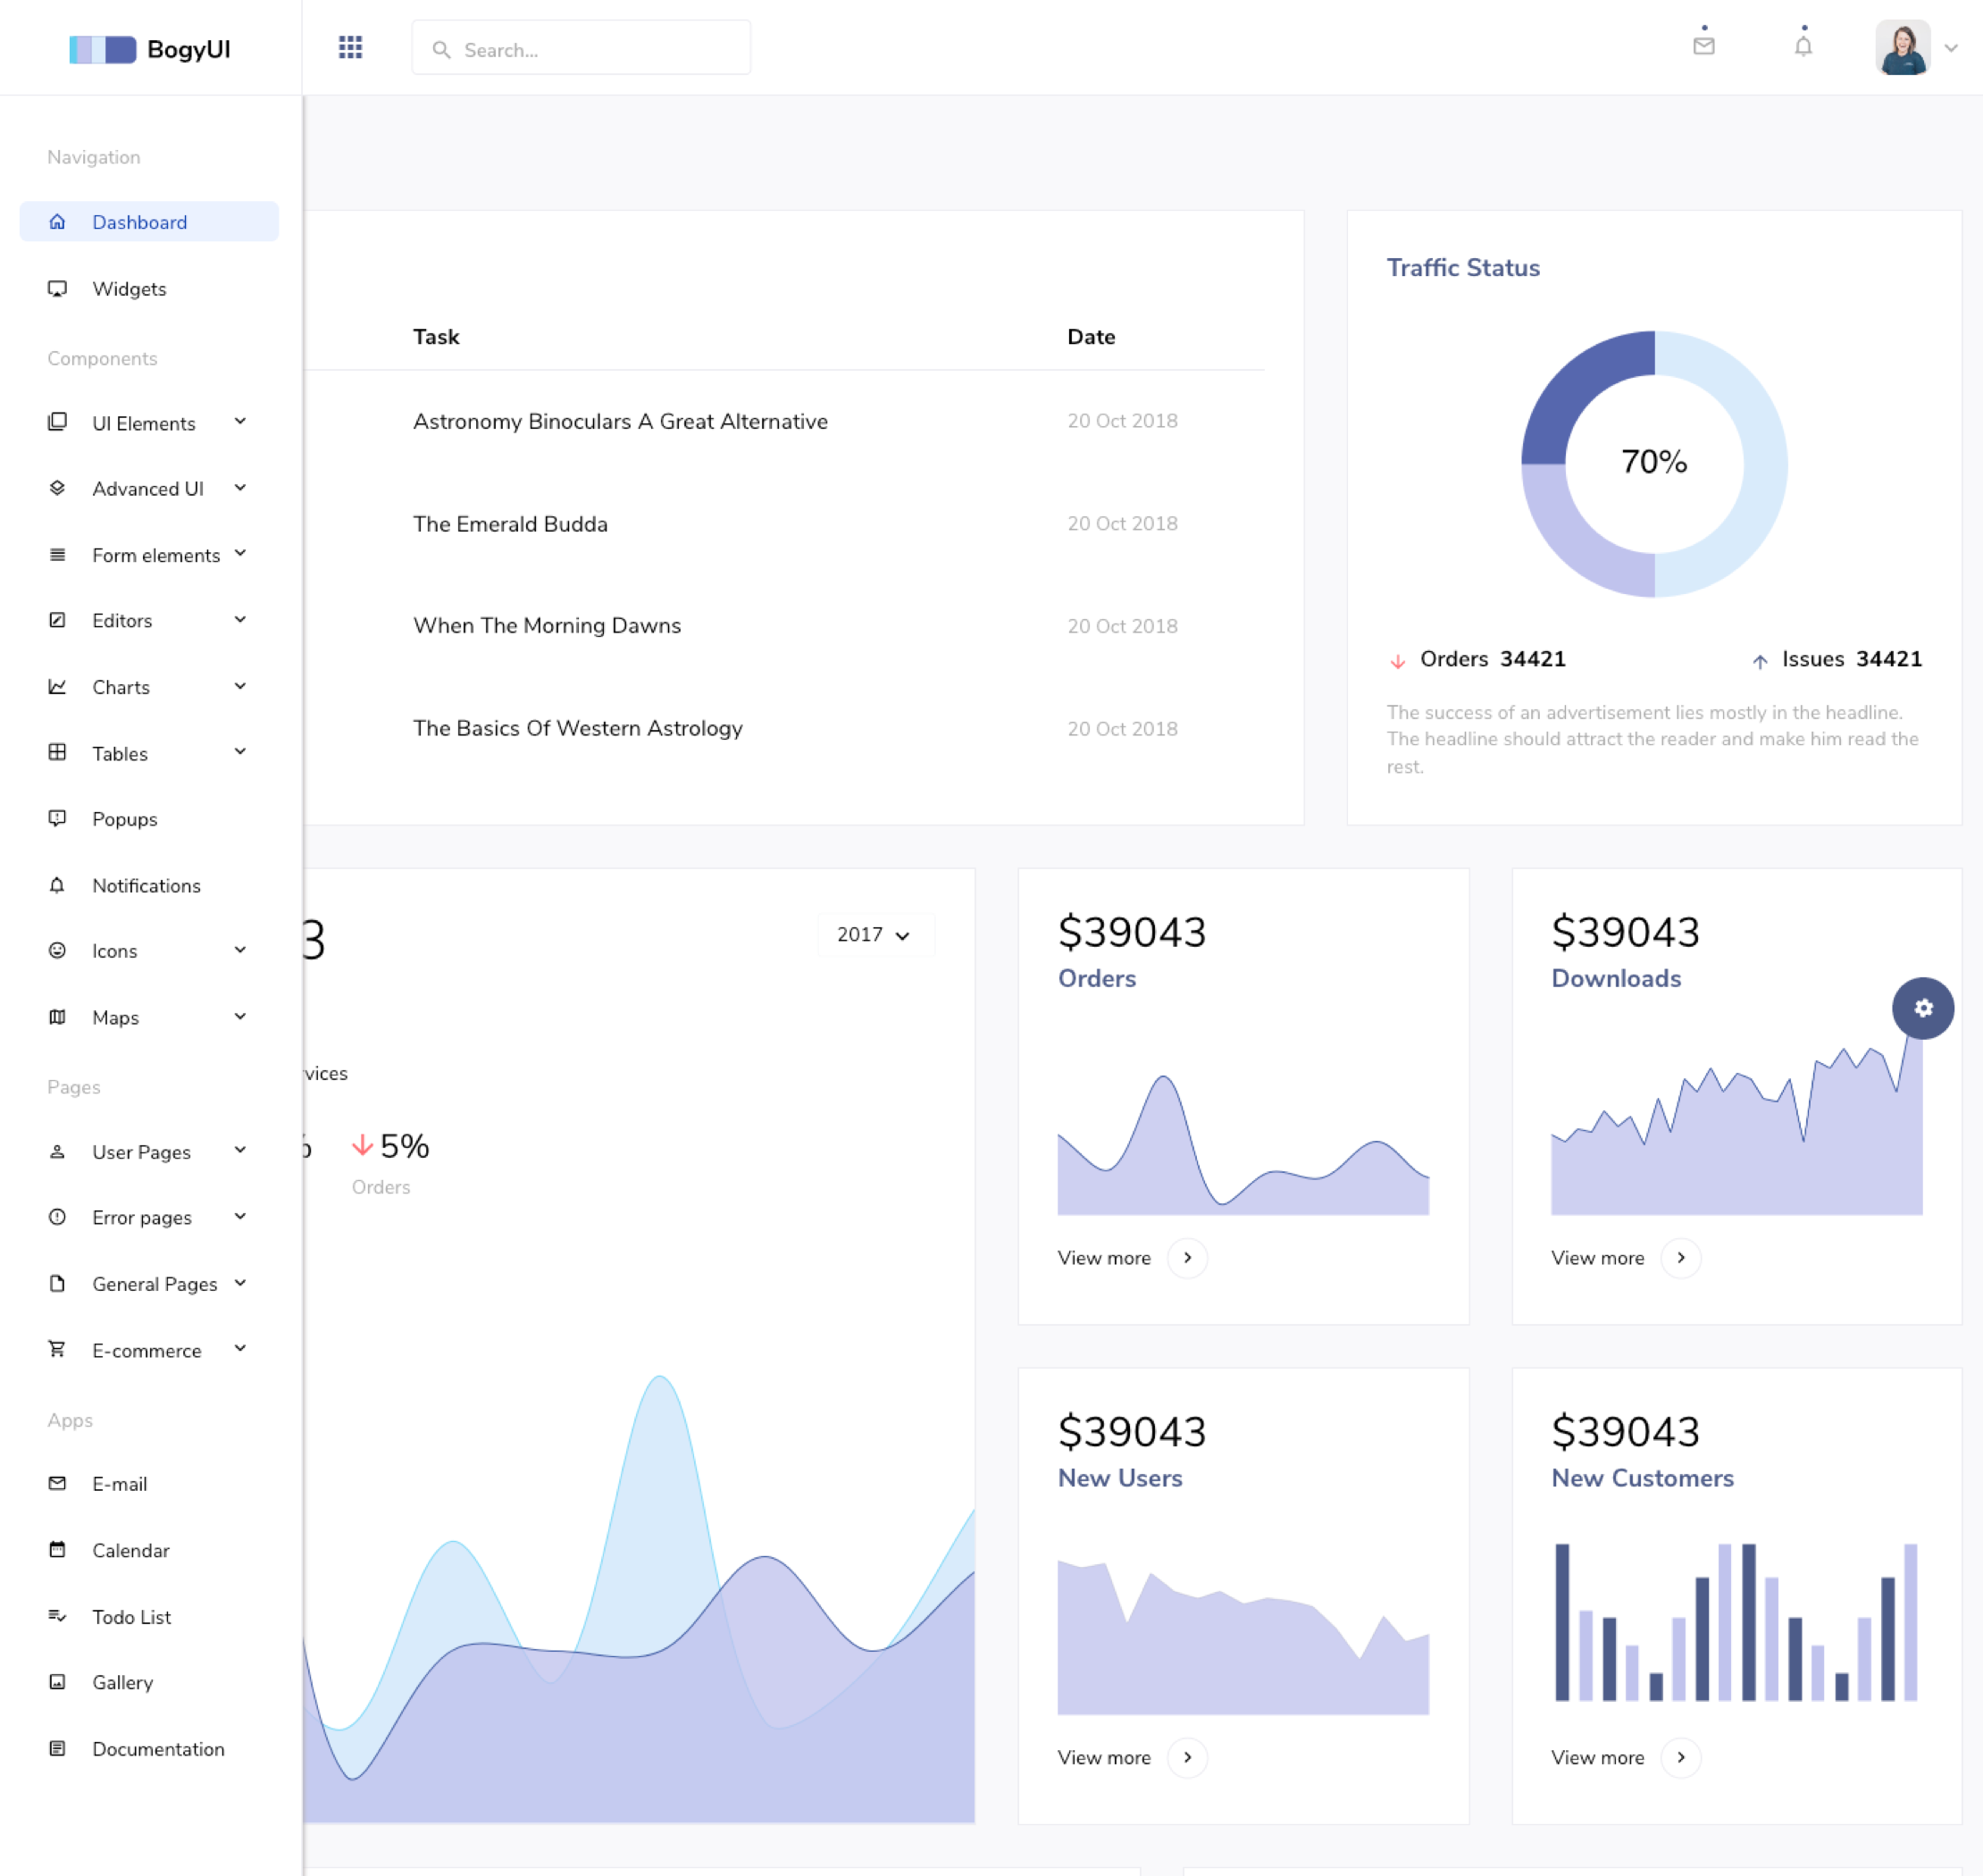 BogyUI
Search...
Navigation
Dashboard
Widgets
Components
UI Elements
Advanced UI
Form elements
Editors
Charts
Tables
Popups
Notifications
Icons
Maps
Pages
User Pages
Error pages
General Pages
E-commerce
Apps
E-mail
Calendar
Todo List
Gallery
Documentation
Task Date
Astronomy Binoculars A Great Alternative 20 Oct 2018
The Emerald Budda 20 Oct 2018
When The Morning Dawns 20 Oct 2018
The Basics Of Western Astrology 20 Oct 2018
Traffic Status
70%
Orders 34421 Issues 34421
The success of an advertisement lies mostly in the headline.
The headline should attract the reader and make him read the
rest.
3
2017
vices
% 5%
Orders
$39043
Orders
View more
$39043
Downloads
View more
$39043
New Users
View more
$39043
New Customers
View more